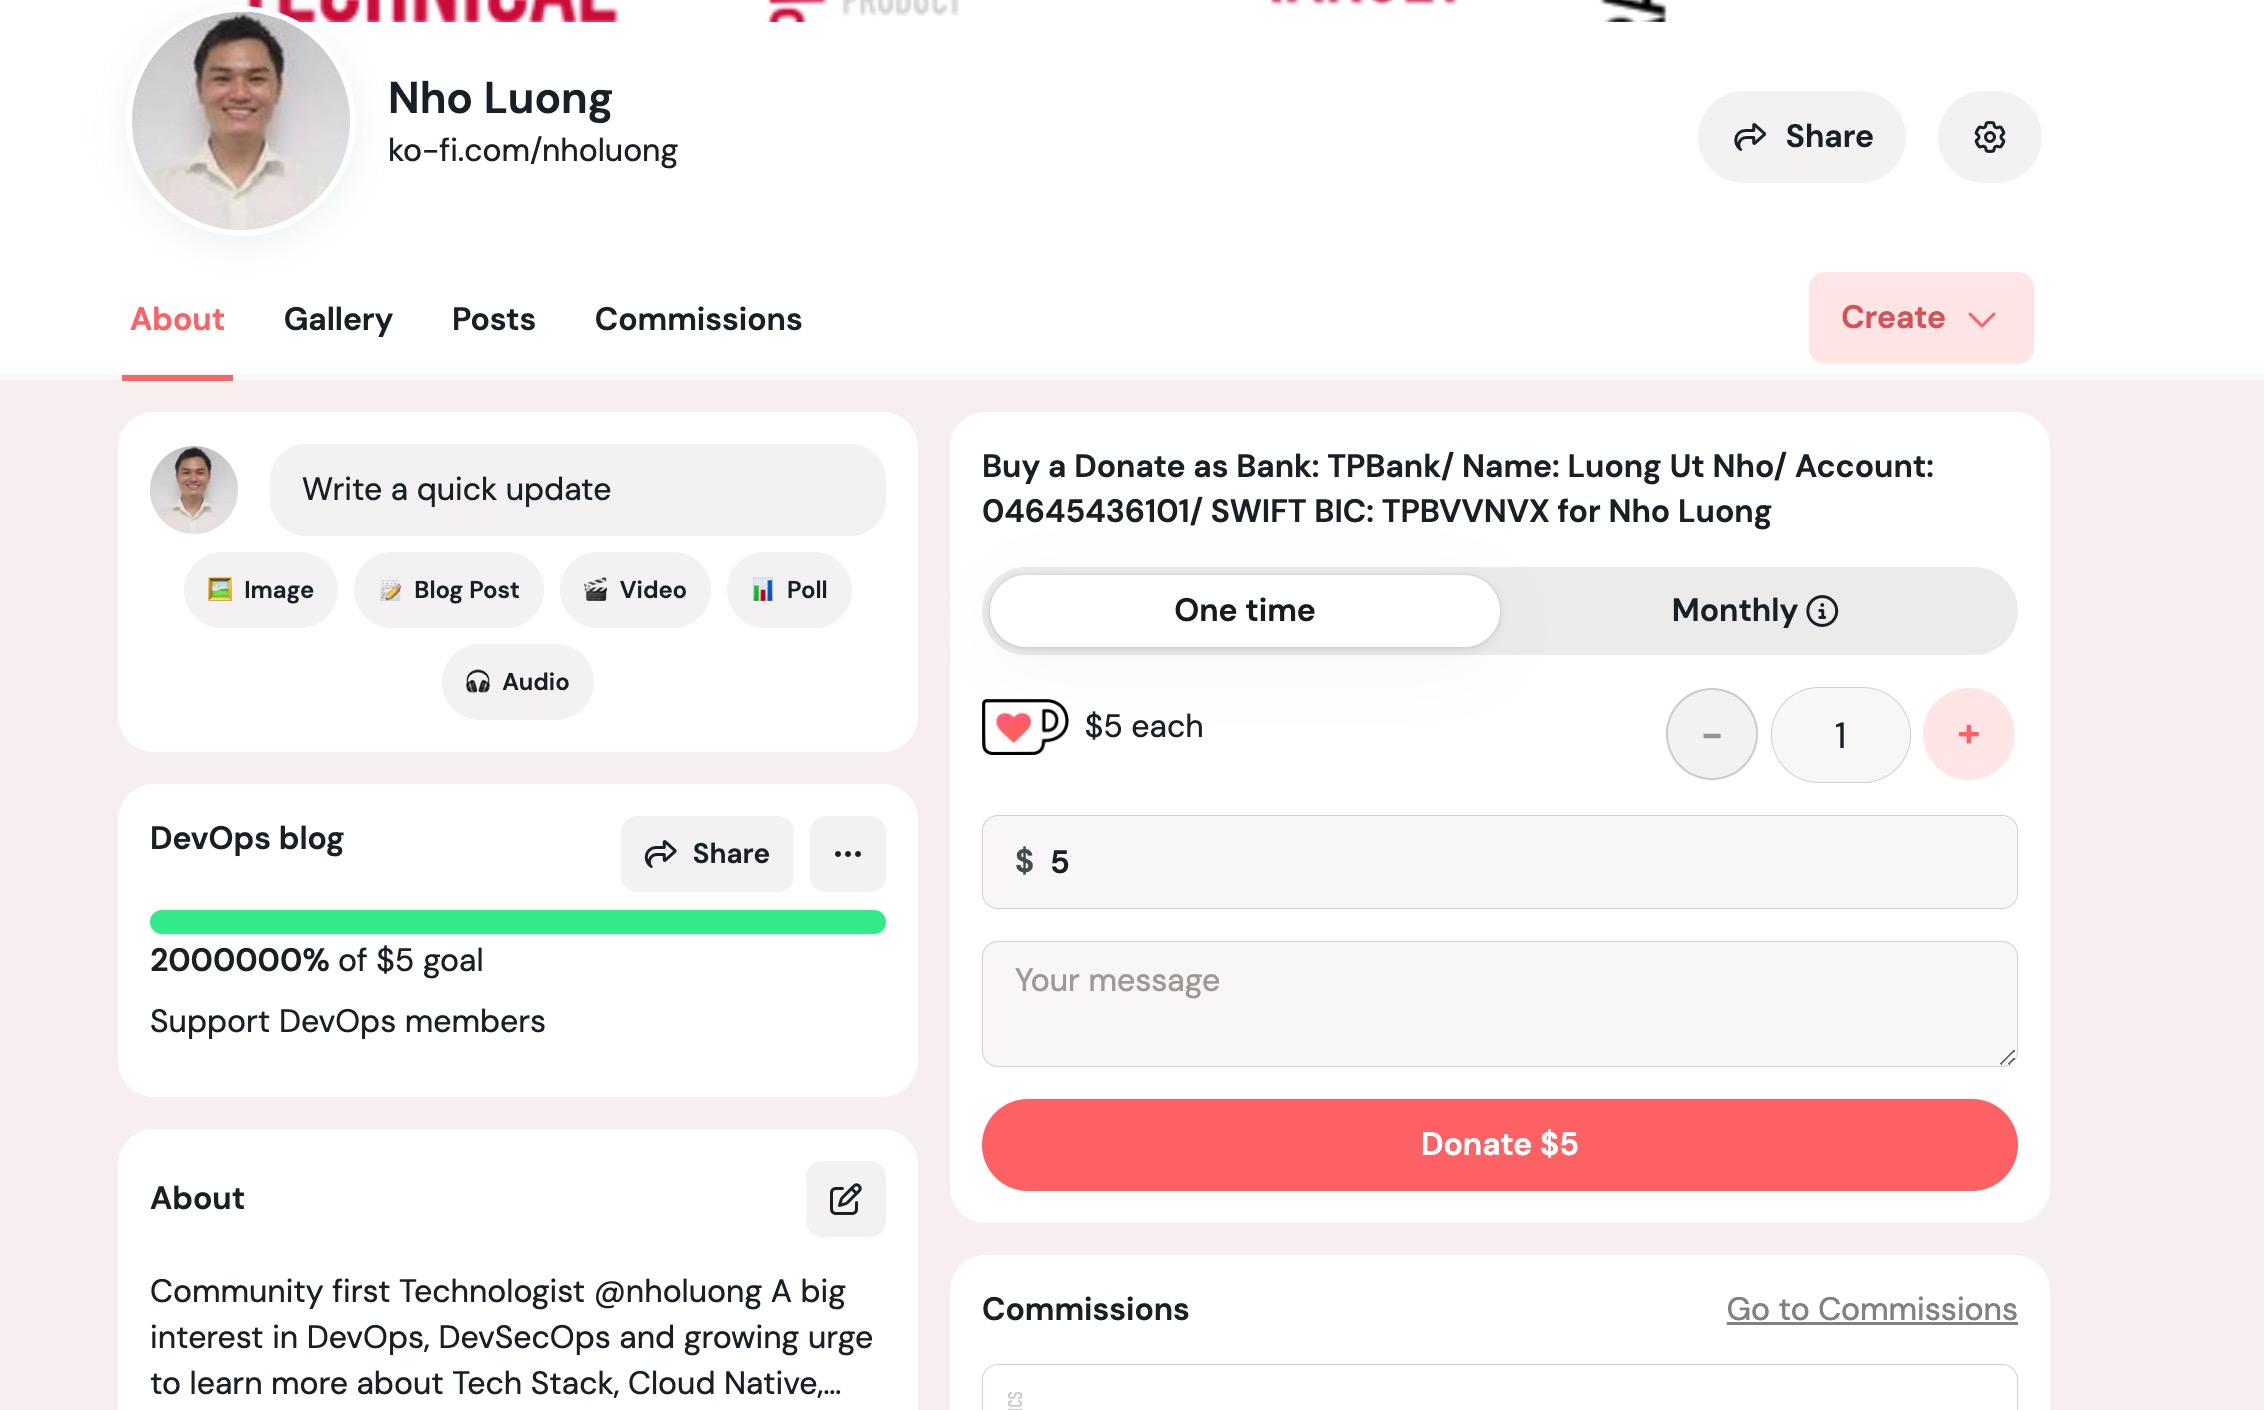 TECHNICAL
PRODUCT
TARGET
Nho Luong
ko-fi.com/nholuong
Share
About
Gallery
Posts
Commissions
Create
Write a quick update
Image
Blog Post
Video
Poll
Audio
DevOps blog
Share
2000000% of $5 goal
Support DevOps members
About
Community first Technologist @nholuong A big
interest in DevOps, DevSecOps and growing urge
to learn more about Tech Stack, Cloud Native,...
Buy a Donate as Bank: TPBank/ Name: Luong Ut Nho/ Account:
04645436101/ SWIFT BIC: TPBVVNVX for Nho Luong
One time
Monthly
$5 each
-
1
+
$ 5
Your message
Donate $5
Commissions
Go to Commissions